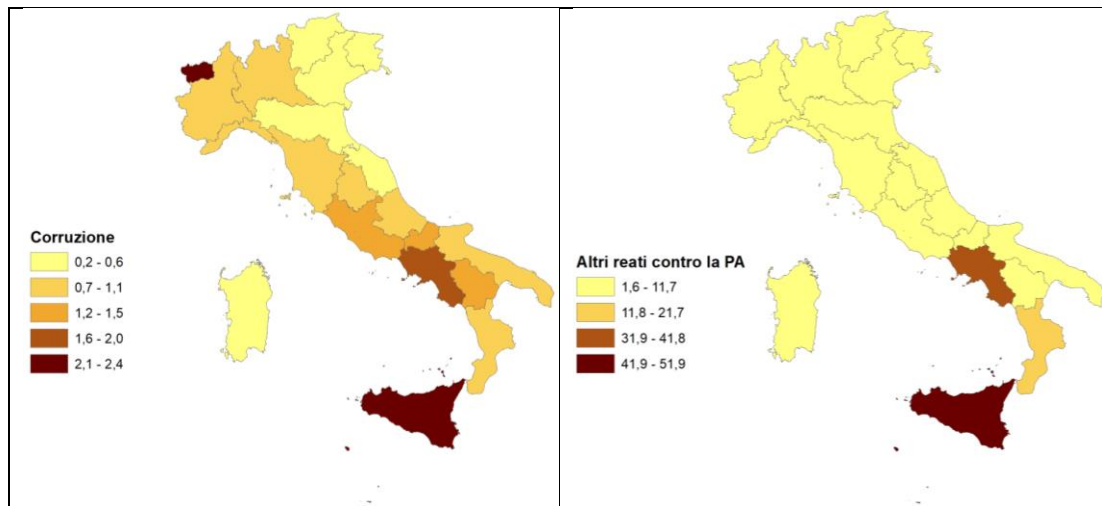 Corruzione
0,2 - 0,6
0,7 - 1,1
1,2 - 1,5
1,6 - 2,0
2,1 - 2,4
Altri reati contro la PA
1,6 - 11,7
11,8 - 21,7
31,9 - 41,8
41,9 - 51,9